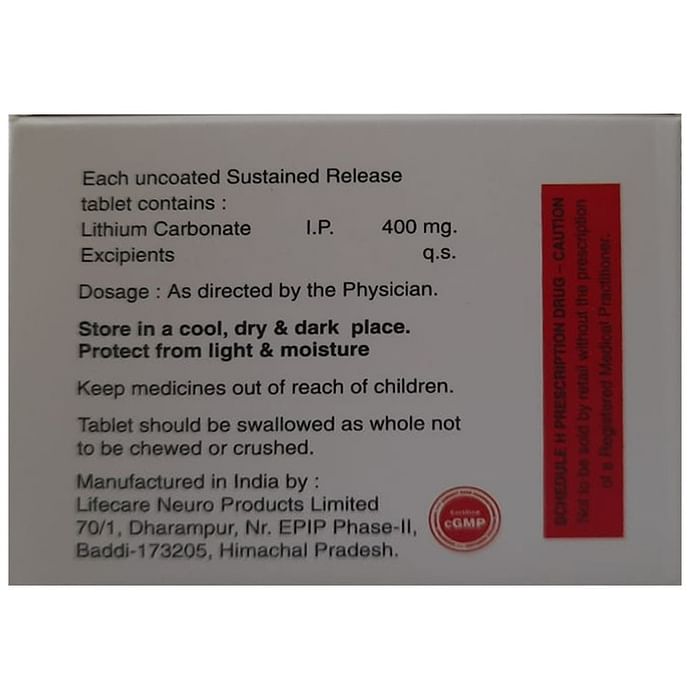 Each uncoated Sustained Release
tablet contains :
Lithium Carbonate I.P. 400 mg.
Excipients q.s.
Dosage : As directed by the Physician.
Store in a cool, dry & dark place.
Protect from light & moisture
Keep medicines out of reach of children.
Tablet should be swallowed as whole not
to be chewed or crushed.
Manufactured in India by :
Lifecare Neuro Products Limited
70/1, Dharampur, Nr. EPIP Phase-II,
Baddi-173205, Himachal Pradesh.
Certified
cGMP
SCHEDULE H PRESCRIPTION DRUG – CAUTION
Not to be sold by retail without the prescription
of a Registered Medical Practitioner.